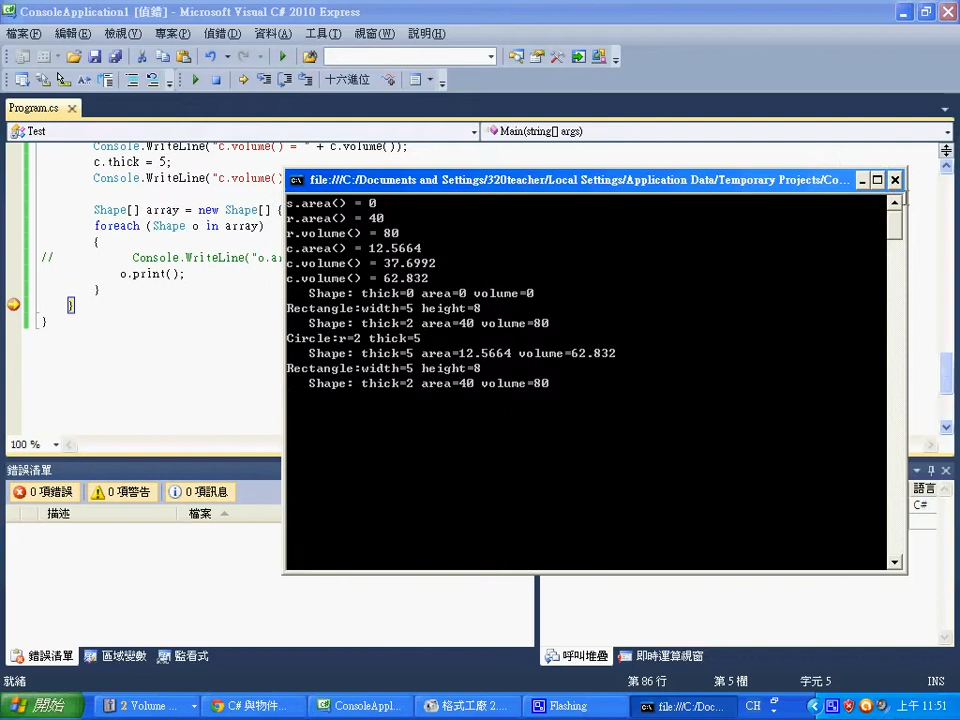 ConsoleApplication1 [偵錯] - Microsoft Visual C# 2010 Express
檔案(F) 編輯(E) 檢視(V) 專案(P) 偵錯(D) 資料(A) 工具(T) 視窗(W) 說明(H)
十六進位
Program.cs
Test Main(string[] args)
Console.WriteLine("c.volume() = " + c.volume());
c.thick = 5;
Console.WriteLine("c.volume()
Shape[] array = new Shape[] {
foreach (Shape o in array)
{
// Console.WriteLine("o.ar
o.print();
}
}
}
file:///C:/Documents and Settings/320teacher/Local Settings/Application Data/Temporary Projects/Co...
s.area() = 0
r.area() = 40
r.volume() = 80
c.area() = 12.5664
c.volume() = 37.6992
c.volume() = 62.832
Shape: thick=0 area=0 volume=0
Rectangle:width=5 height=8
Shape: thick=2 area=40 volume=80
Circle:r=2 thick=5
Shape: thick=5 area=12.5664 volume=62.832
Rectangle:width=5 height=8
Shape: thick=2 area=40 volume=80
100 %
錯誤清單
0 項錯誤 0 項警告 0 項訊息
描述 檔案
語言
C#
錯誤清單 區域變數 監看式
呼叫堆疊 即時運算視窗
就緒 第 86 行 第 5 欄 字元 5 INS
開始 2 Volume ... C# 與物件... ConsoleAppl... 格式工廠 2.... Flashing file:///C:/Doc... CH 上午 11:51